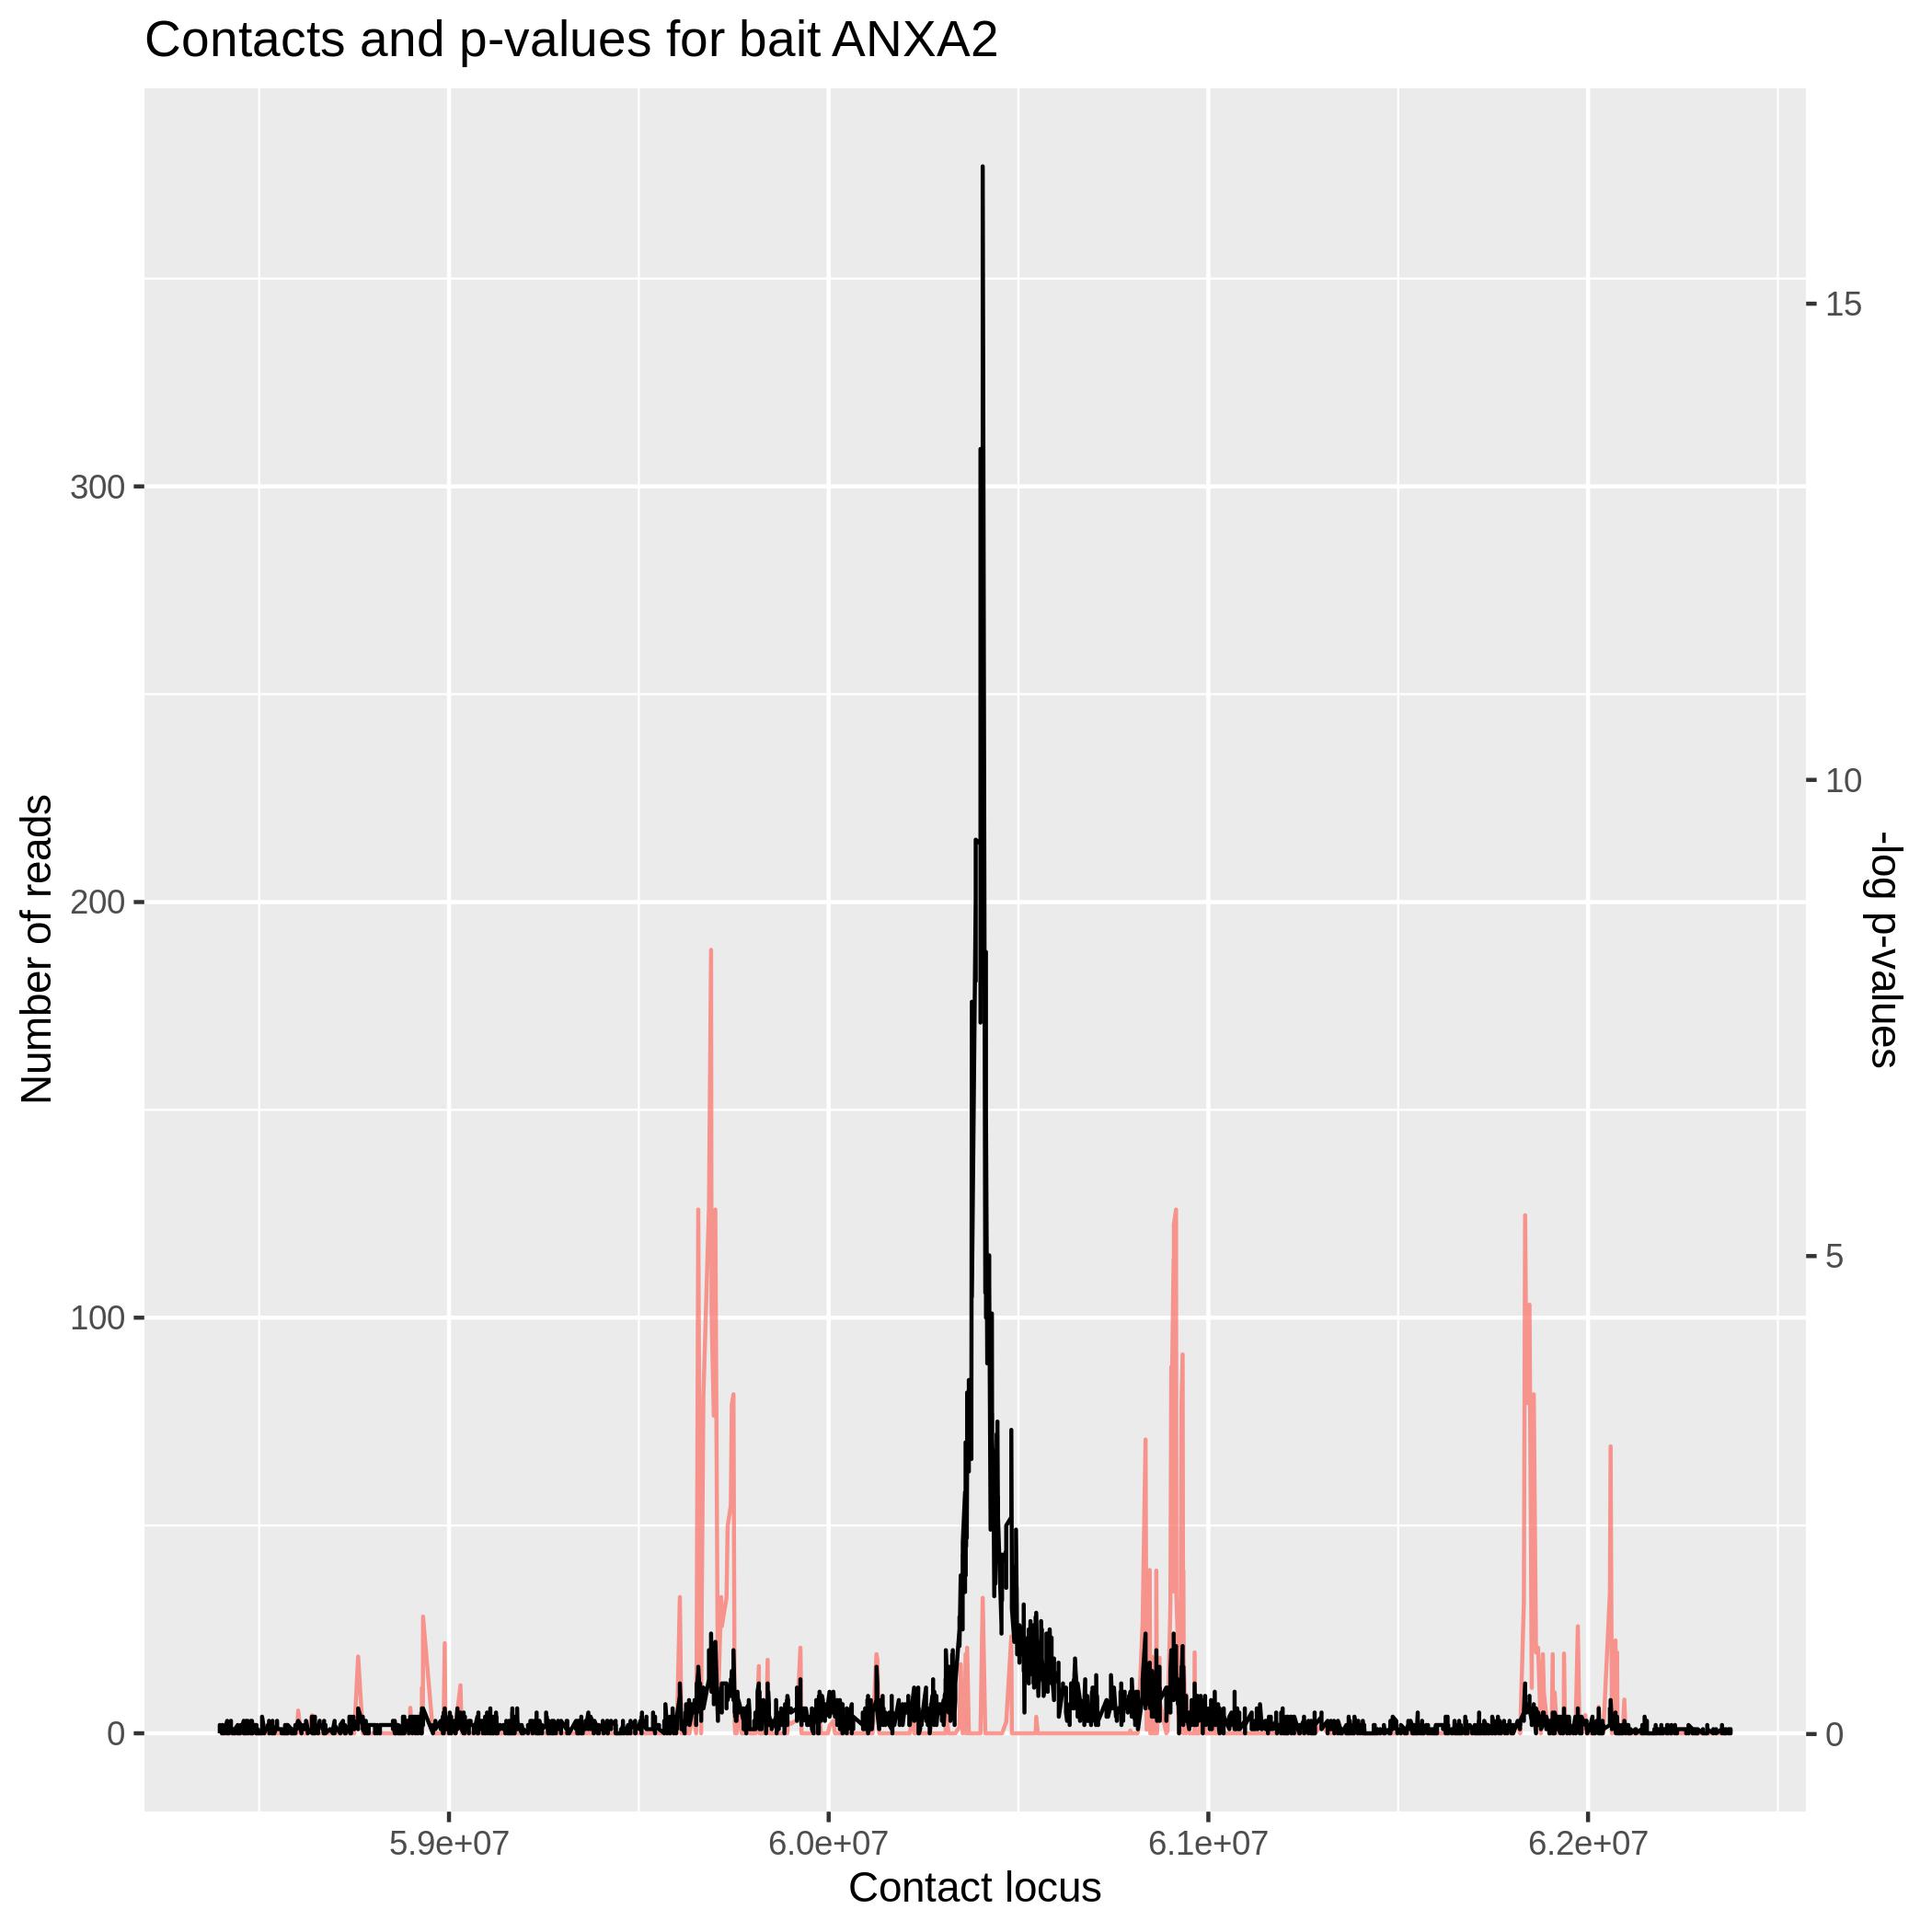 Contacts and p-values for bait ANXA2
Number of reads
300
200
100
0
15
10
5
0
-log p-values
5.9e+07
6.0e+07
6.1e+07
6.2e+07
Contact locus